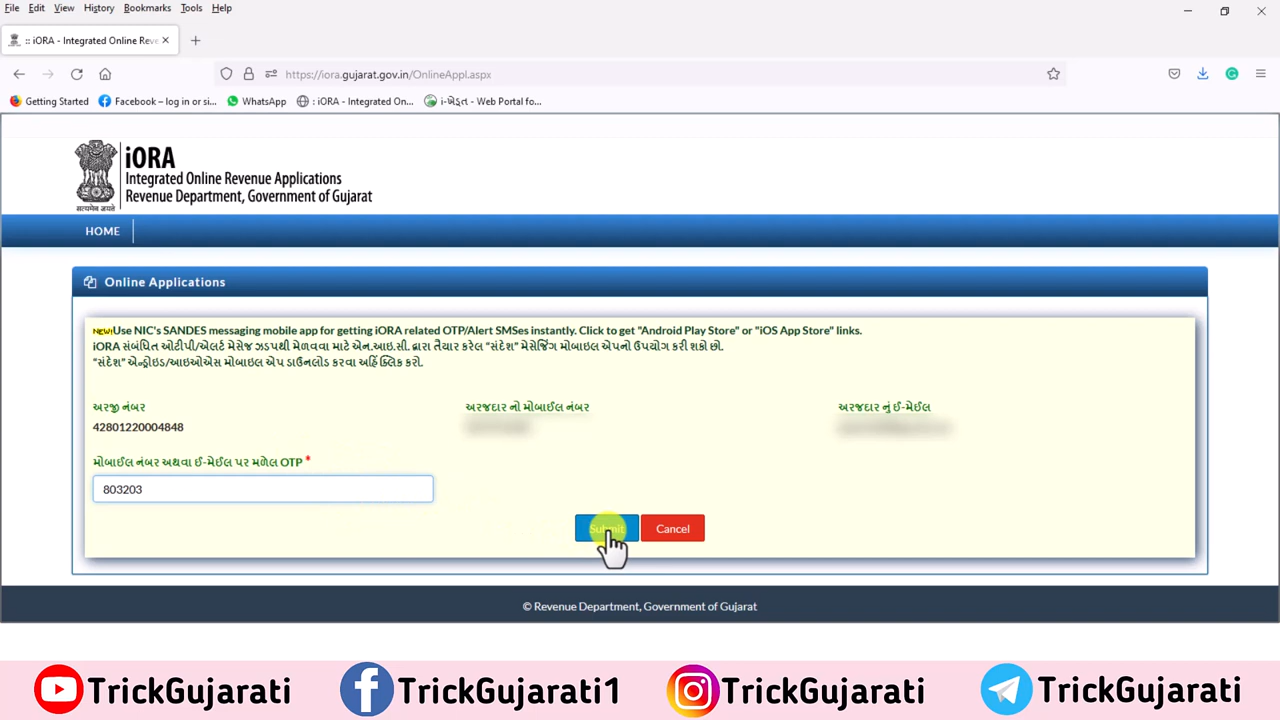 File Edit View History Bookmarks Tools Help
:: iORA - Integrated Online Reve
https://iora.gujarat.gov.in/OnlineAppl.aspx
Getting Started Facebook – log in or si... WhatsApp : iORA - Integrated On... i-ખેડૂત - Web Portal fo...
iORA
Integrated Online Revenue Applications
Revenue Department, Government of Gujarat
सत्यमेव जयते
HOME
Online Applications
NEW! Use NIC's SANDES messaging mobile app for getting iORA related OTP/Alert SMSes instantly. Click to get "Android Play Store" or "iOS App Store" links.
iORA સંબંધિત ઓટીપી/એલર્ટ મેસેજ ઝડપથી મેળવવા માટે એન.આઇ.સી. દ્વારા તૈયાર કરેલ "સંદેશ" મેસેજિંગ મોબાઇલ એપનો ઉપયોગ કરી શકો છો.
"સંદેશ" એન્ડ્રોઇડ/આઇઓએસ મોબાઇલ એપ ડાઉનલોડ કરવા અહિં ક્લિક કરો.
અરજી નંબર અરજદાર નો મોબાઈલ નંબર અરજદાર નું ઈ-મેઈલ
42801220004848
મોબાઈલ નંબર અથવા ઈ-મેઈલ પર મળેલ OTP *
803203
Submit Cancel
© Revenue Department, Government of Gujarat
TrickGujarati TrickGujarati1 TrickGujarati TrickGujarati